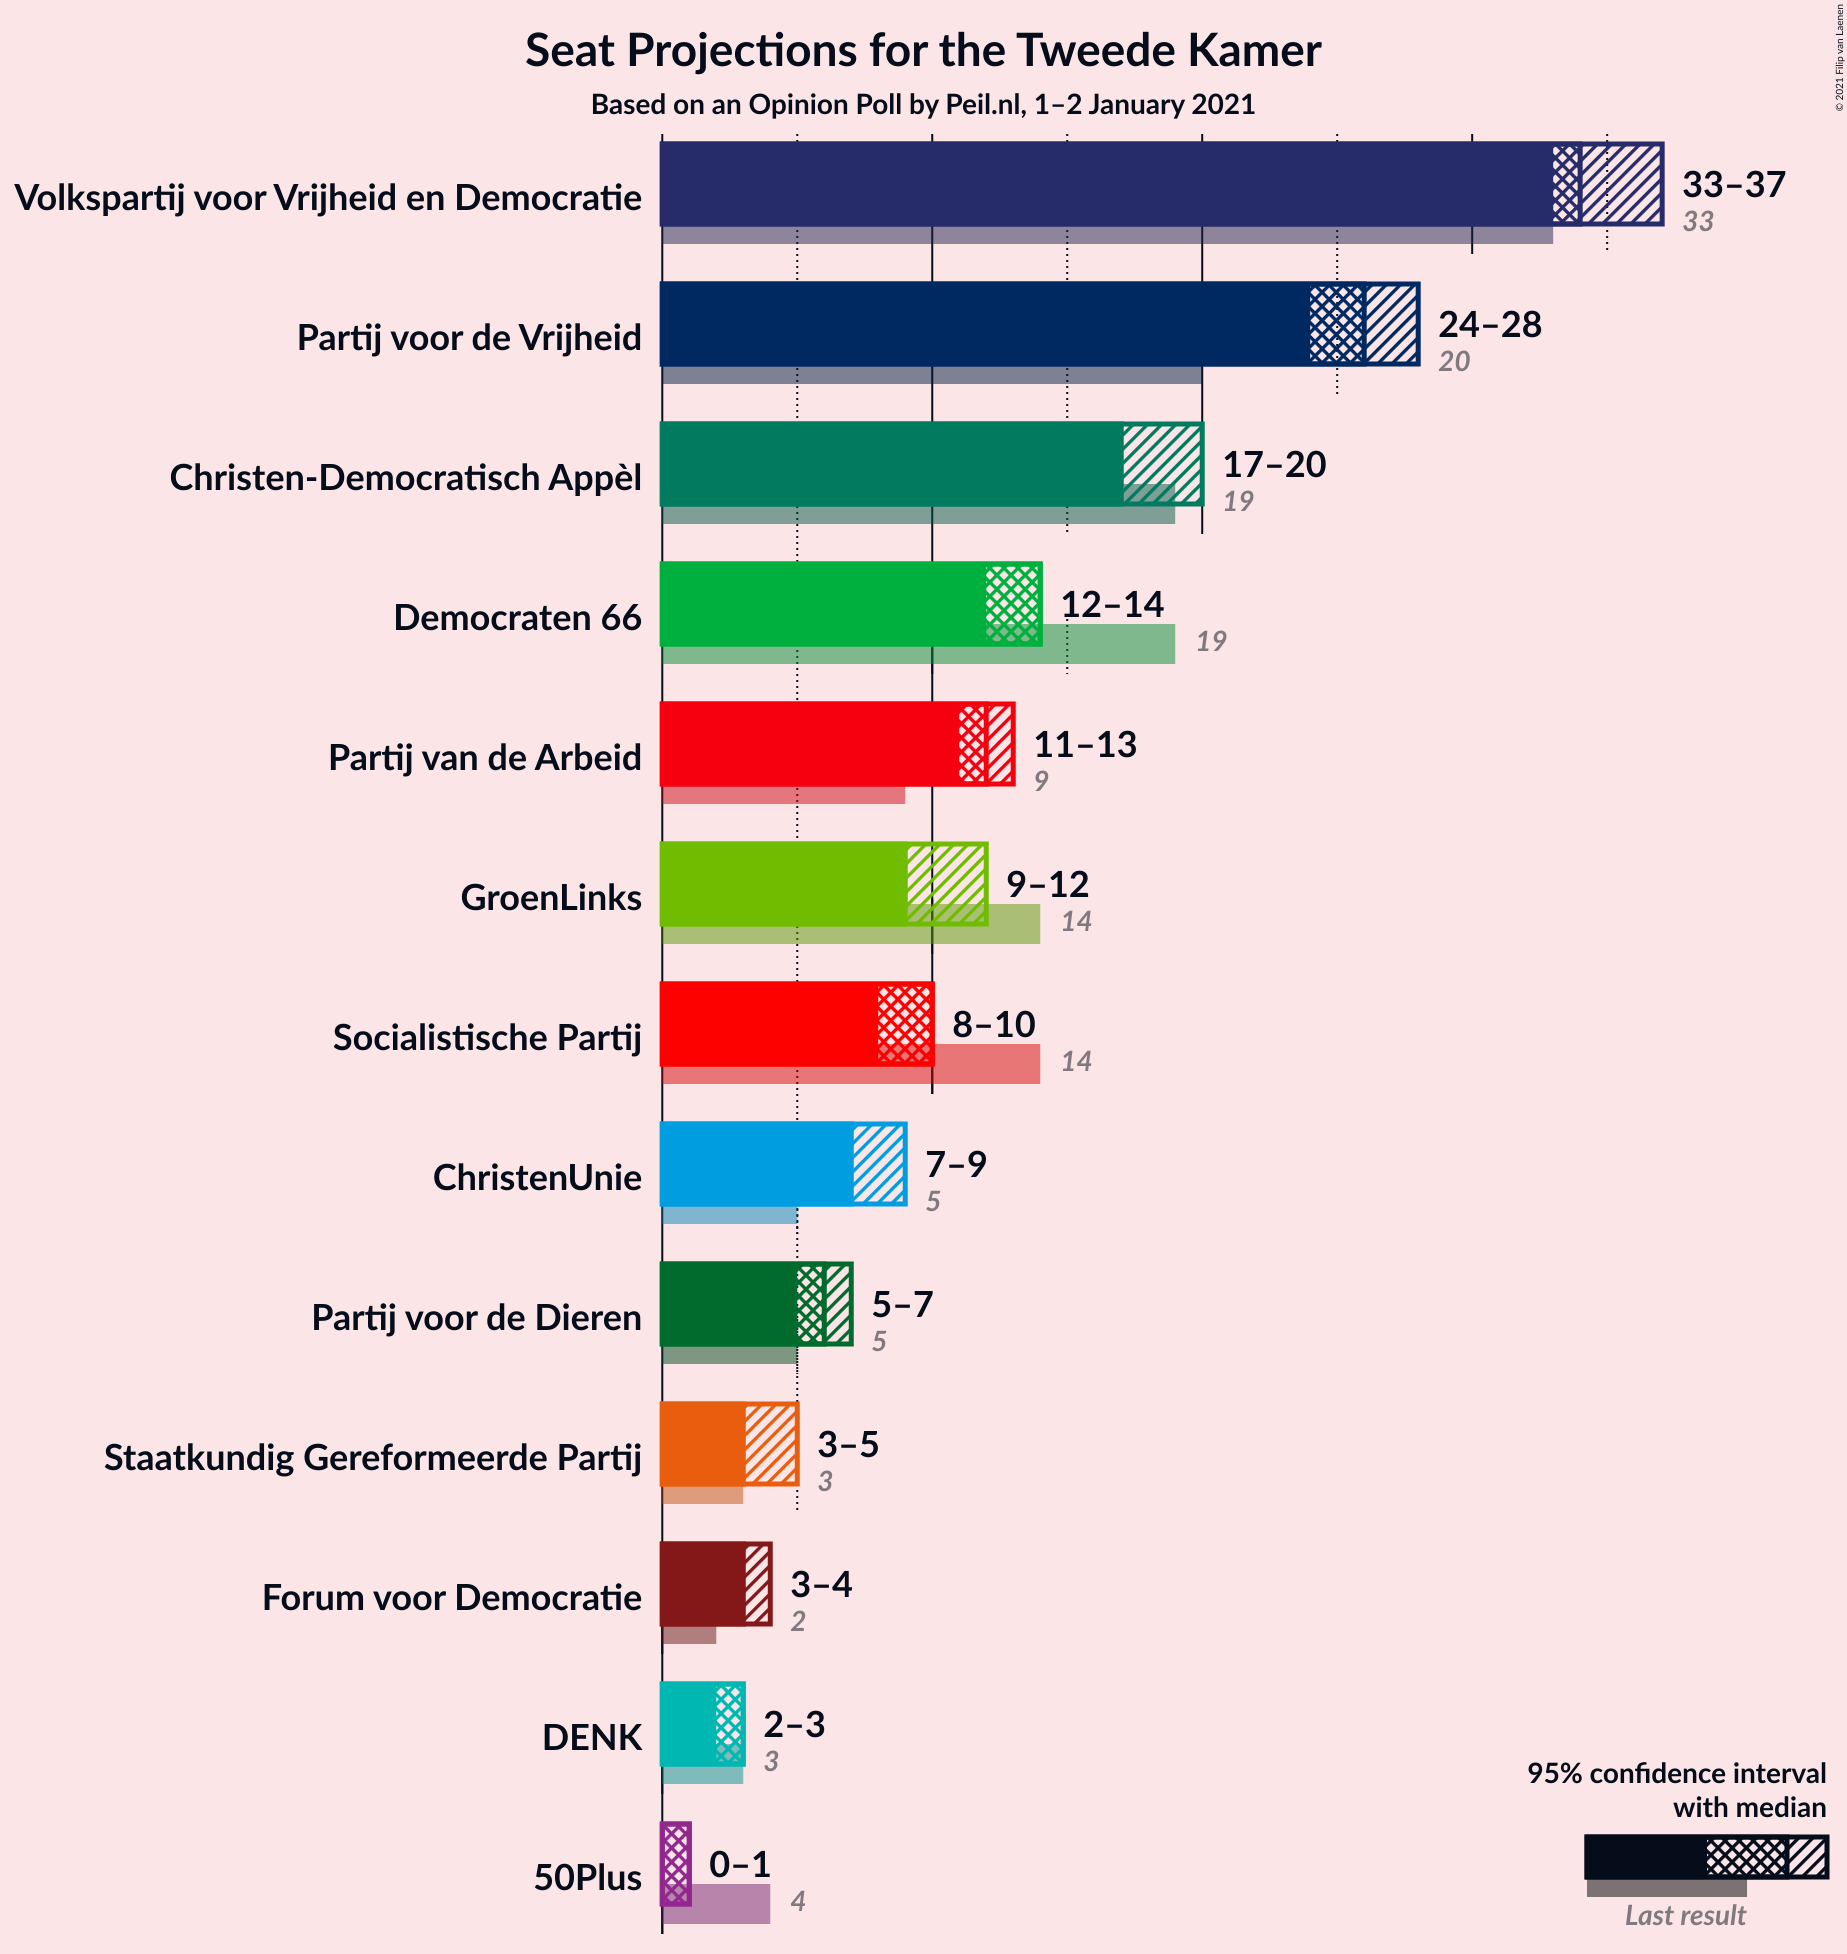 Seat Projections for the Tweede Kamer
Based on an Opinion Poll by Peil.nl, 1–2 January 2021
© 2021 Filip van Laenen
Volkspartij voor Vrijheid en Democratie
33–37
33
Partij voor de Vrijheid
24–28
20
Christen-Democratisch Appèl
17–20
19
Democraten 66
12–14
19
Partij van de Arbeid
11–13
9
GroenLinks
9–12
14
Socialistische Partij
8–10
14
ChristenUnie
7–9
5
Partij voor de Dieren
5–7
5
Staatkundig Gereformeerde Partij
3–5
3
Forum voor Democratie
3–4
2
DENK
2–3
3
50Plus
0–1
4
95% confidence interval
with median
Last result